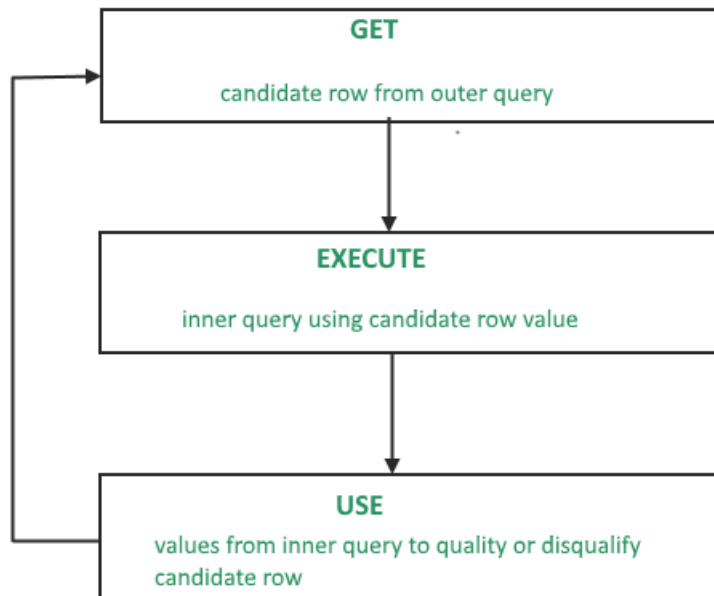 GET
candidate row from outer query
EXECUTE
inner query using candidate row value
USE
values from inner query to quality or disqualify
candidate row